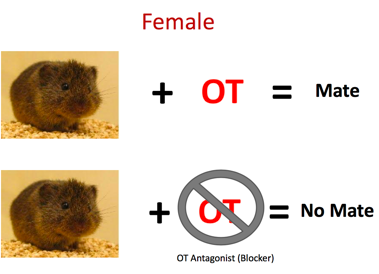 Female
+ OT = Mate
+ OT = No Mate
OT Antagonist (Blocker)